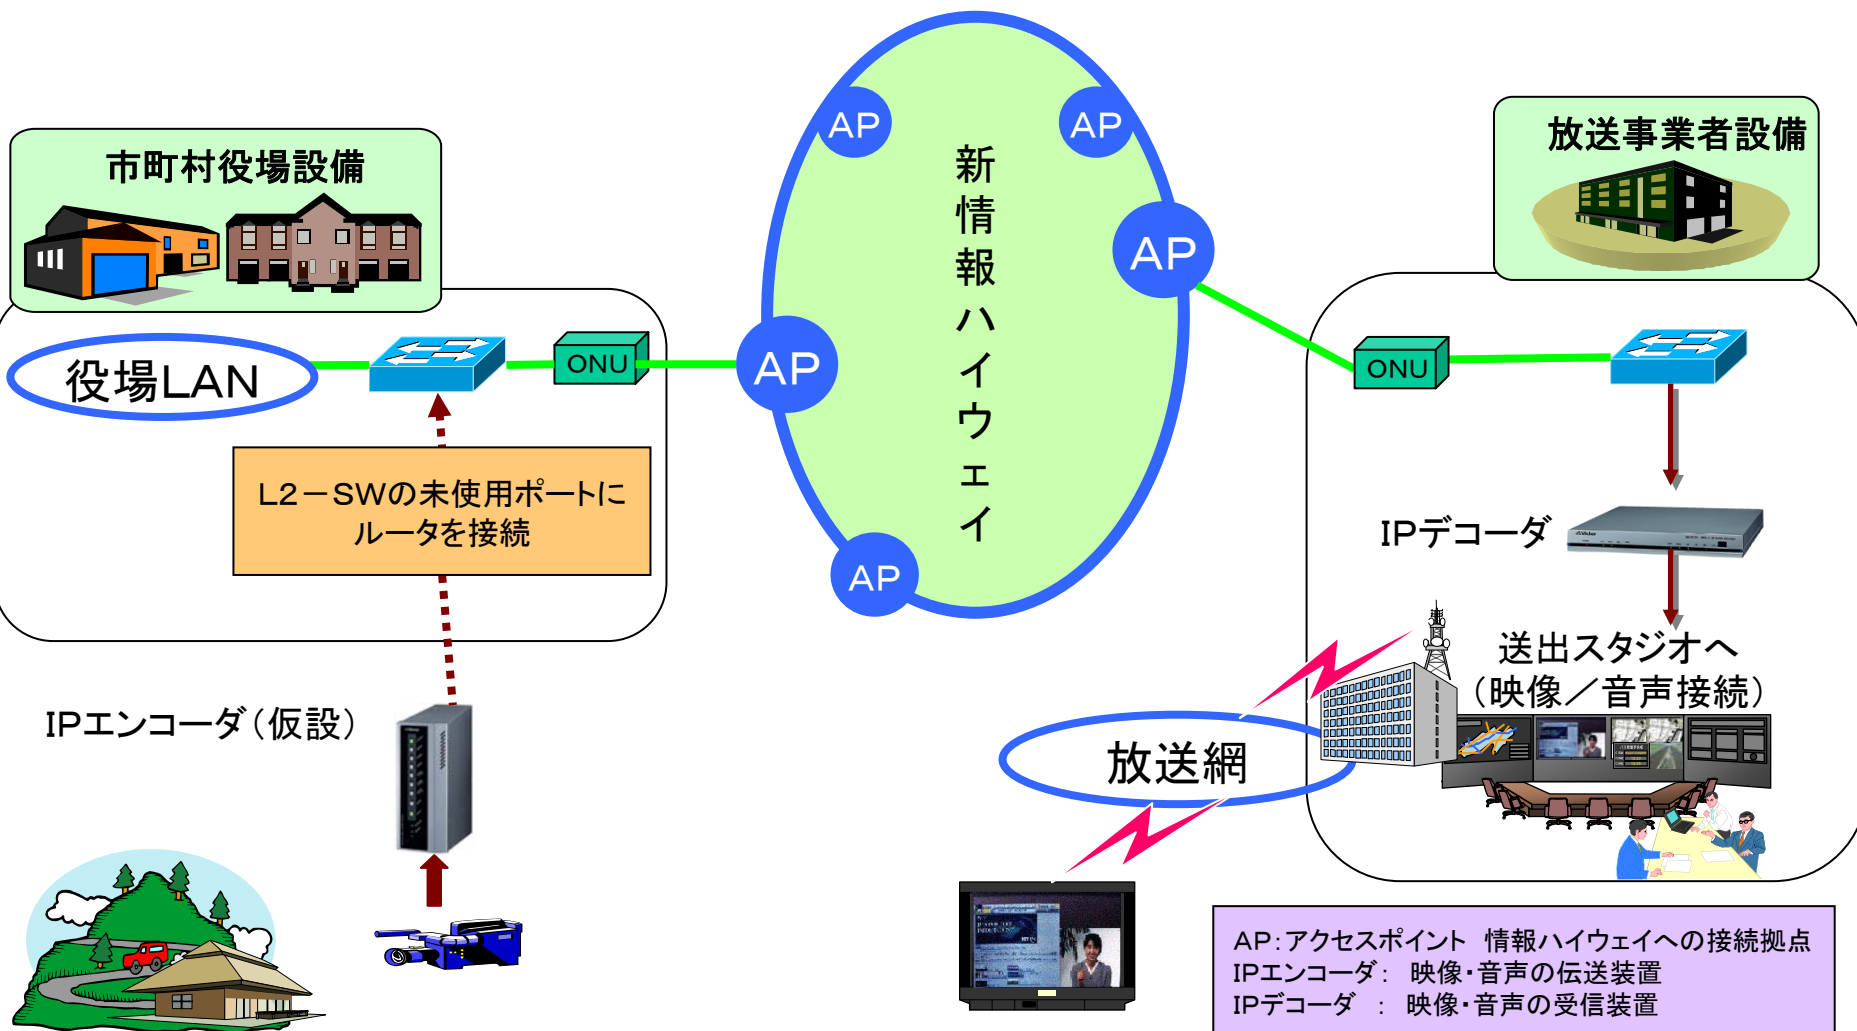 市町村役場設備
役場LAN
ONU
L2－SWの未使用ポートに
ルータを接続
IPエンコーダ（仮設）
AP
AP
AP
AP
AP
新情報ハイウェイ
放送事業者設備
ONU
IPデコーダ
送出スタジオへ
（映像／音声接続）
放送網
AP：アクセスポイント　情報ハイウェイへの接続拠点
IPエンコーダ：　映像・音声の伝送装置
IPデコーダ　：　映像・音声の受信装置